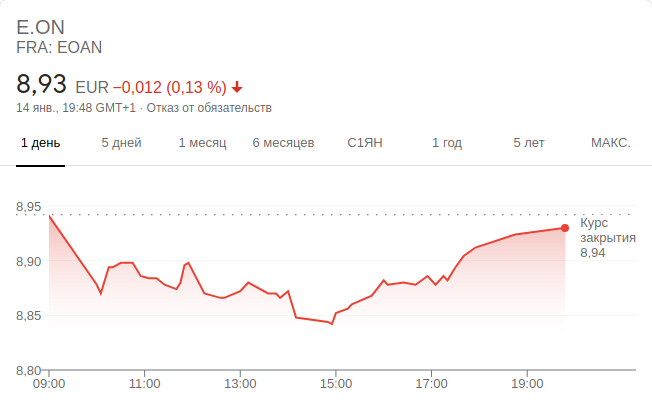 E.ON
FRA: EOAN
8,93 EUR −0,012 (0,13 %)
14 янв., 19:48 GMT+1 · Отказ от обязательств
1 день 5 дней 1 месяц 6 месяцев С1ЯН 1 год 5 лет МАКС.
8,95
Курс
закрытия
8,94
8,90
8,85
8,80
09:00 11:00 13:00 15:00 17:00 19:00